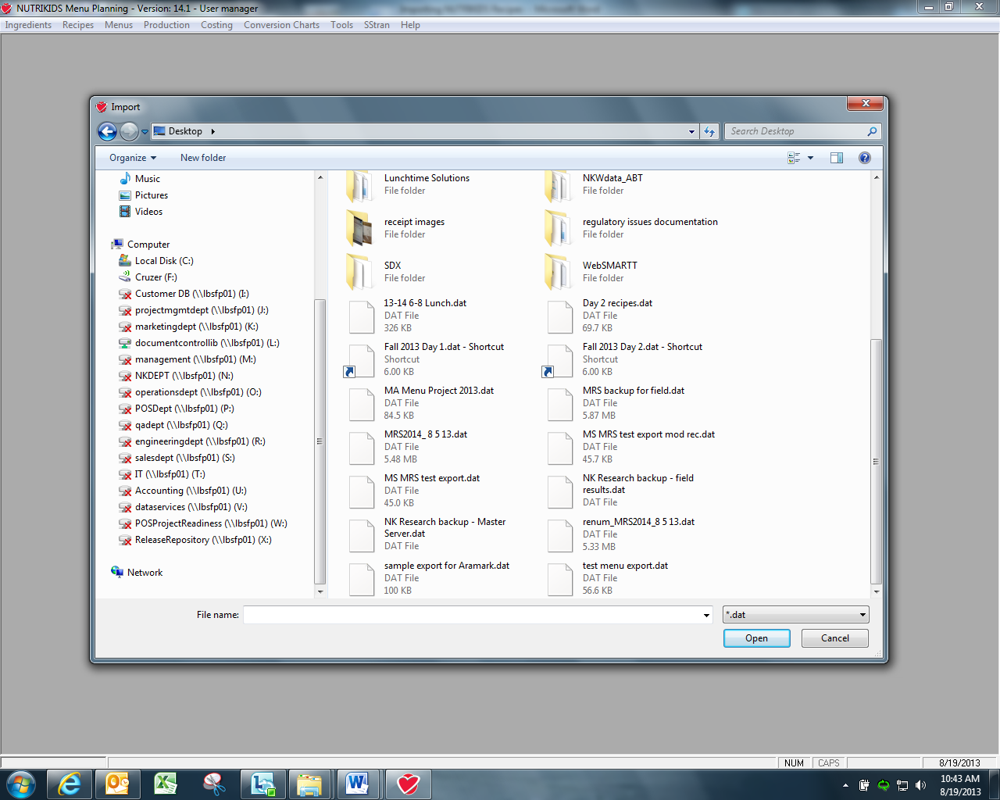 NUTRIKIDS Menu Planning - Version: 14.1 - User manager
Importing NUTRIKIDS Recipes - Microsoft Word
Ingredients Recipes Menus Production Costing Conversion Charts Tools SStran Help
Import
Desktop
Search Desktop
Organize New folder
Music
Pictures
Videos
Computer
Local Disk (C:)
Cruzer (F:)
Customer DB (\\lbsfp01) (I:)
projectmgmtdept (\\lbsfp01) (J:)
marketingdept (\\lbsfp01) (K:)
documentcontrollib (\\lbsfp01) (L:)
management (\\lbsfp01) (M:)
NKDEPT (\\lbsfp01) (N:)
operationsdept (\\lbsfp01) (O:)
POSDept (\\lbsfp01) (P:)
qadept (\\lbsfp01) (Q:)
engineeringdept (\\lbsfp01) (R:)
salesdept (\\lbsfp01) (S:)
IT (\\lbsfp01) (T:)
Accounting (\\lbsfp01) (U:)
dataservices (\\lbsfp01) (V:)
POSProjectReadiness (\\lbsfp01) (W:)
ReleaseRepository (\\lbsfp01) (X:)
Network
Lunchtime Solutions
File folder
NKWdata_ABT
File folder
receipt images
File folder
regulatory issues documentation
File folder
SDX
File folder
WebSMARTT
File folder
13-14 6-8 Lunch.dat
DAT File
326 KB
Day 2 recipes.dat
DAT File
69.7 KB
Fall 2013 Day 1.dat - Shortcut
Shortcut
6.00 KB
Fall 2013 Day 2.dat - Shortcut
Shortcut
6.00 KB
MA Menu Project 2013.dat
DAT File
84.5 KB
MRS backup for field.dat
DAT File
5.87 MB
MRS2014_ 8 5 13.dat
DAT File
5.48 MB
MS MRS test export mod rec.dat
DAT File
45.7 KB
MS MRS test export.dat
DAT File
45.0 KB
NK Research backup - field
results.dat
DAT File
NK Research backup - Master
Server.dat
DAT File
renum_MRS2014_8 5 13.dat
DAT File
5.33 MB
sample export for Aramark.dat
DAT File
100 KB
test menu export.dat
DAT File
56.6 KB
File name:
*.dat
Open Cancel
NUM CAPS 8/19/2013
10:43 AM
8/19/2013